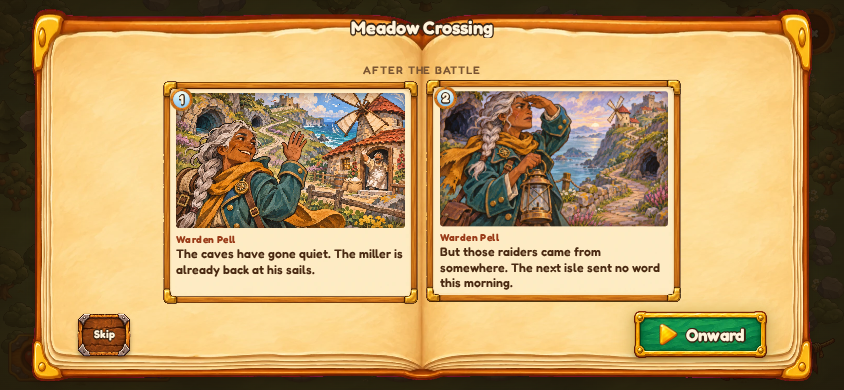 Meadow Crossing
AFTER THE BATTLE
1
Warden Pell
The caves have gone quiet. The miller is
already back at his sails.
2
Warden Pell
But those raiders came from
somewhere. The next isle sent no word
this morning.
Skip
Onward